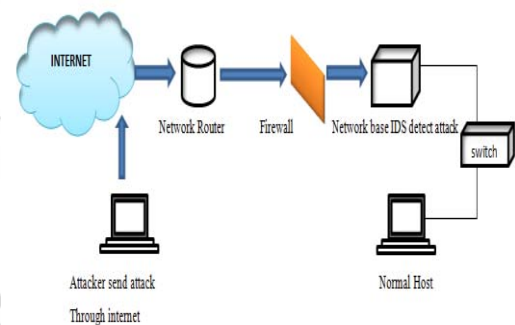 INTERNET
Network Router
Firewall
Network base IDS detect attack
switch
Attacker send attack
Through internet
Normal Host